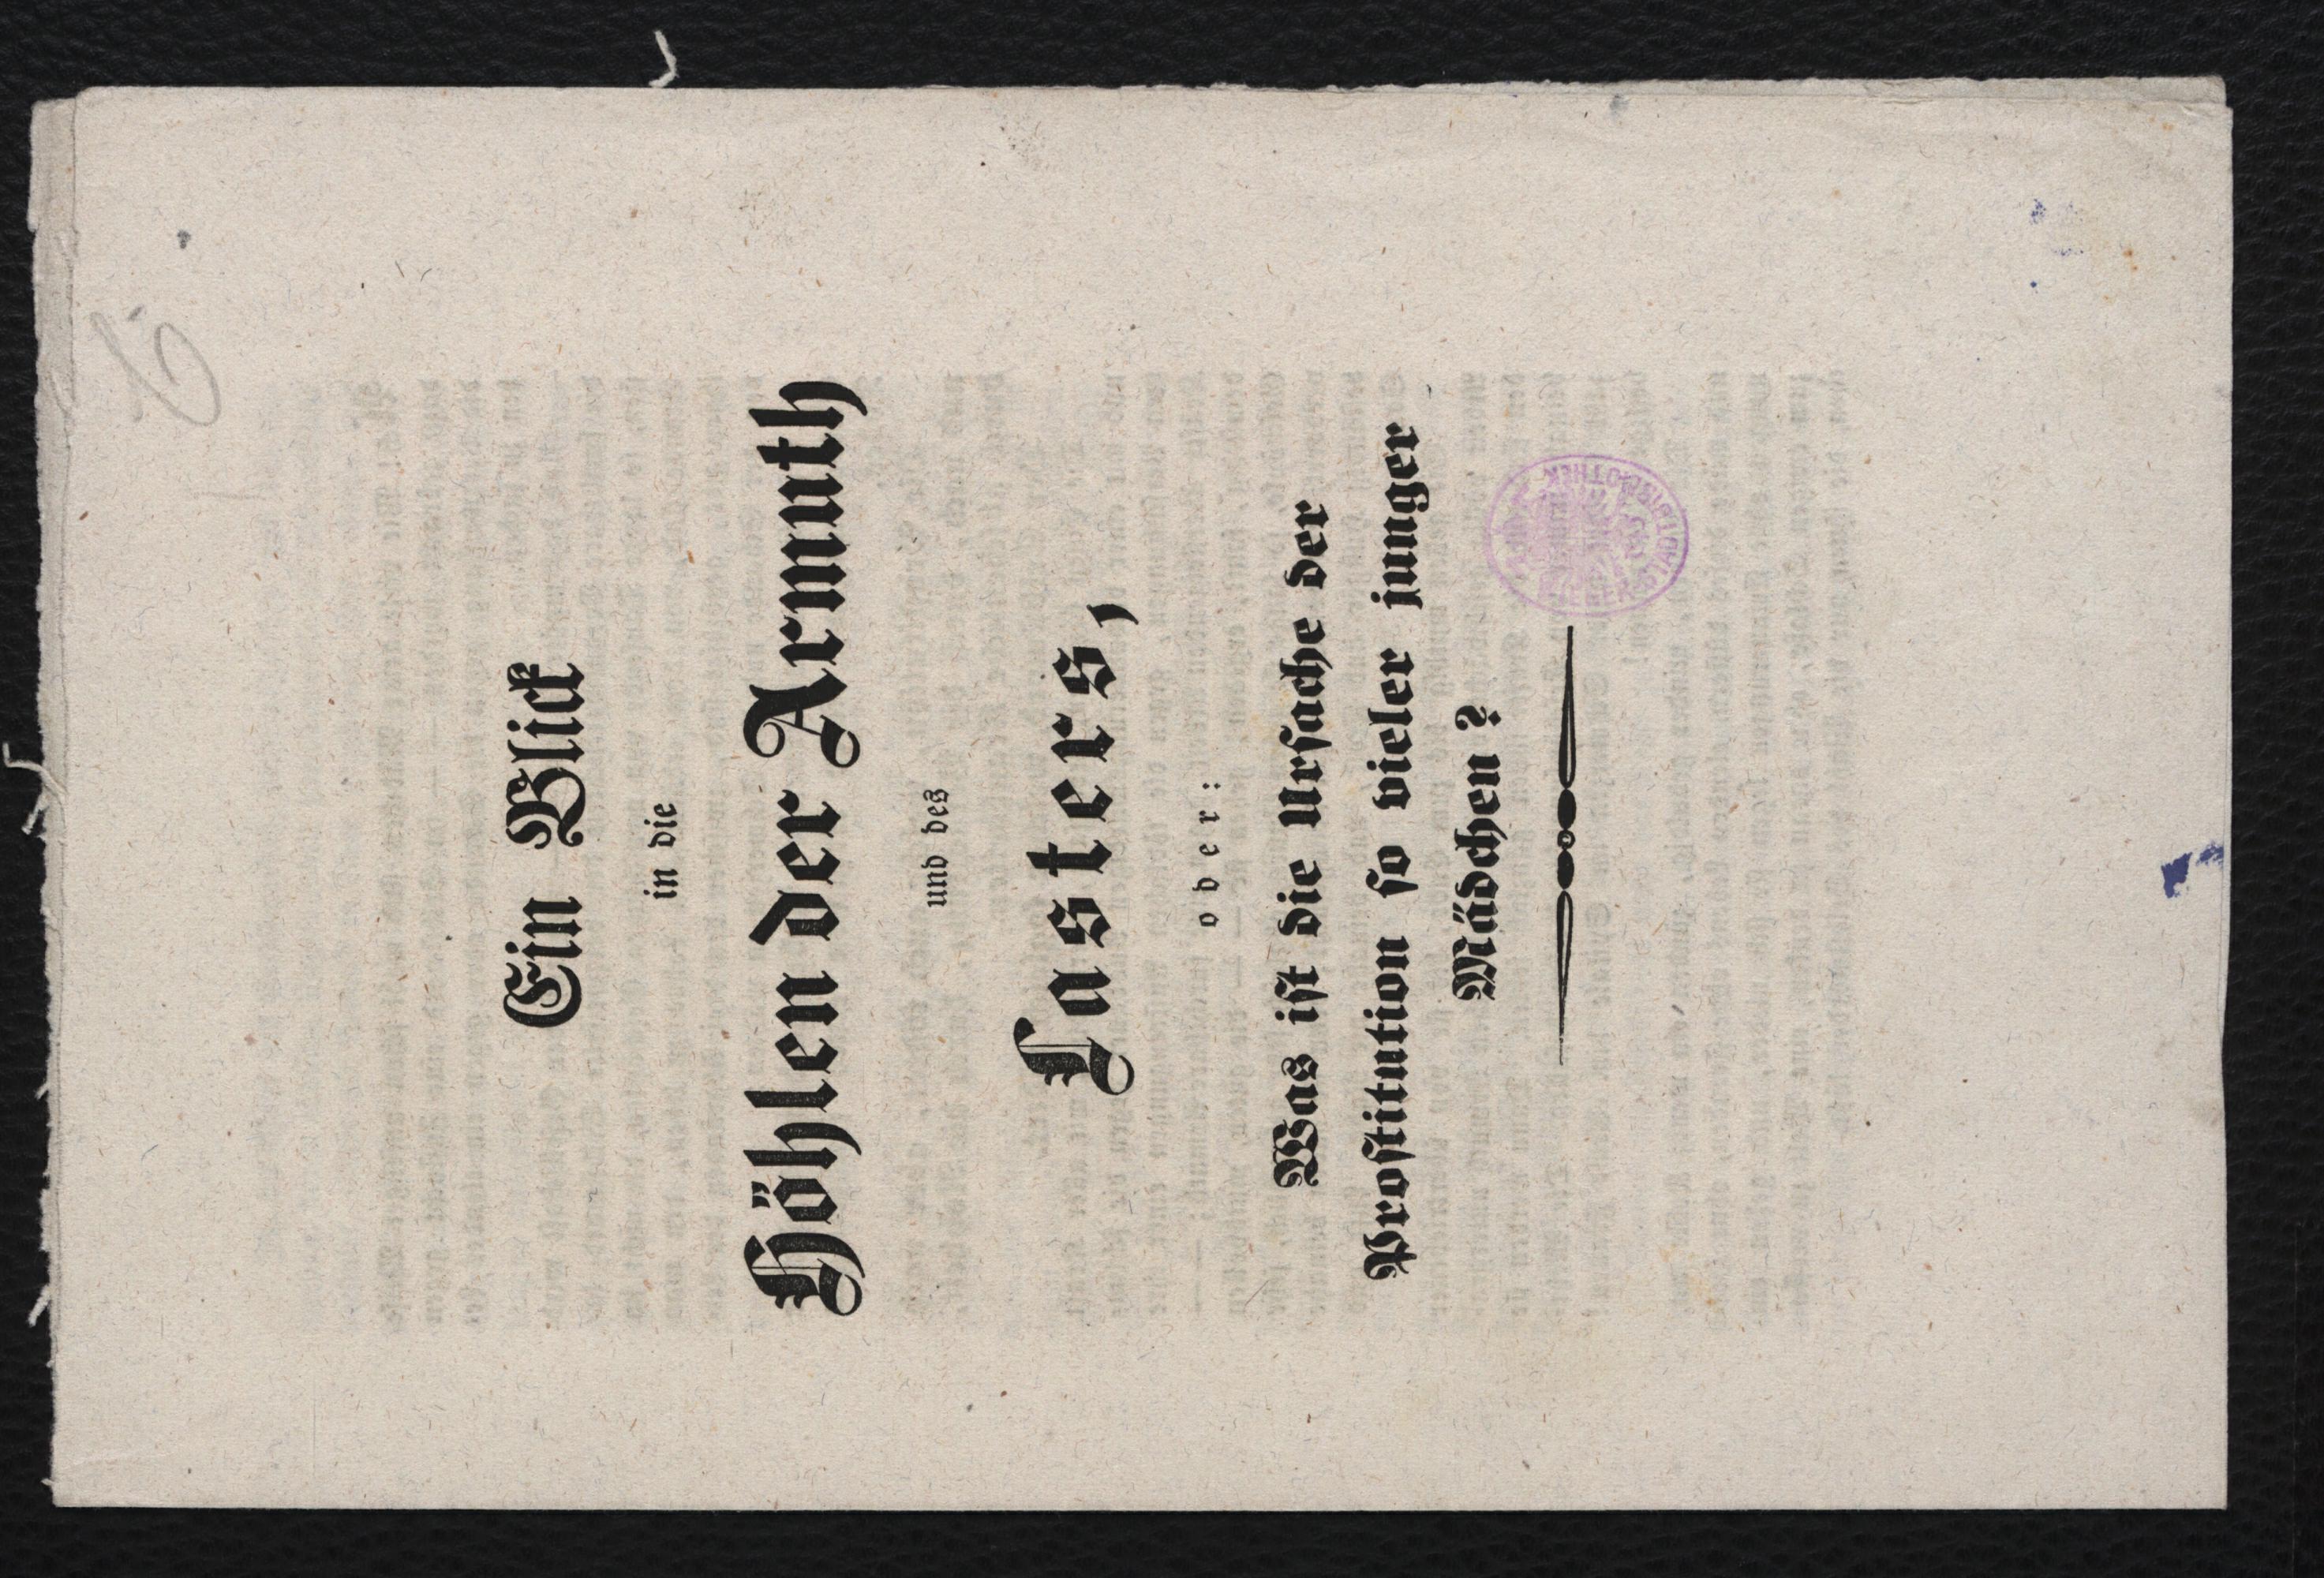 Ein Blick
in die
Höhlen der Armuth
und des
Lasters,
oder:
Was iſt die Urſache der
Proſtitution ſo vieler junger
Mädchen?